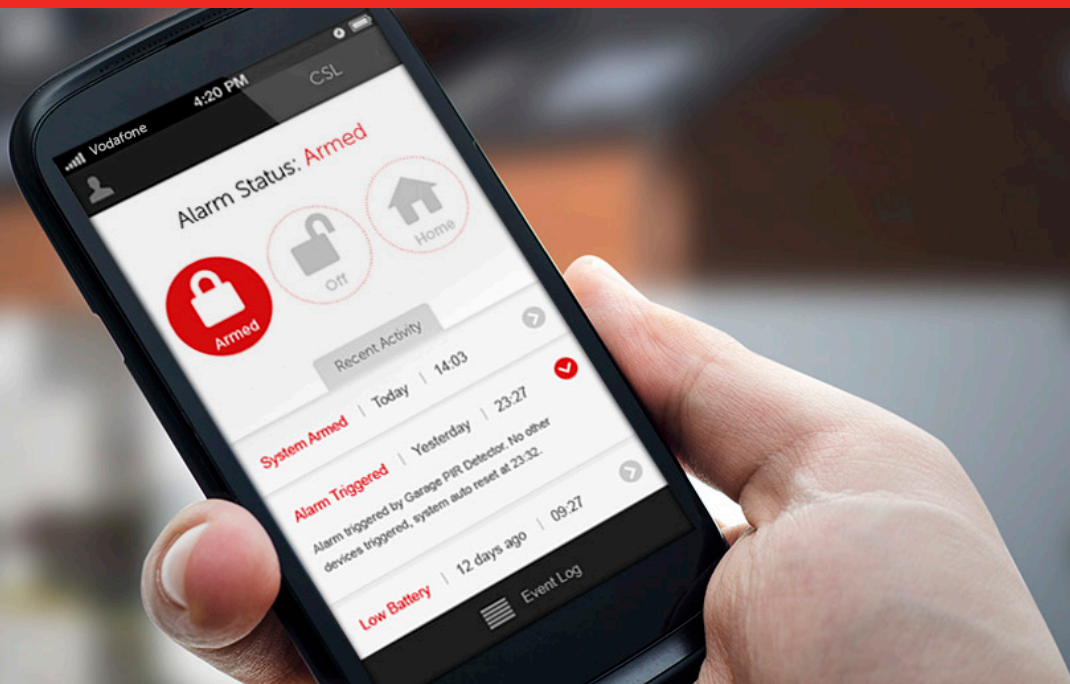 Vodafone 4:20 PM
CSL
Alarm Status: Armed
Armed
Off
Home
Recent Activity
System Armed | Today | 14:03
Alarm Triggered | Yesterday | 23:27
Alarm triggered by Garage PIR Detector. No other
devices triggered, system auto reset at 23:32.
Low Battery | 12 days ago | 09:27
Event Log